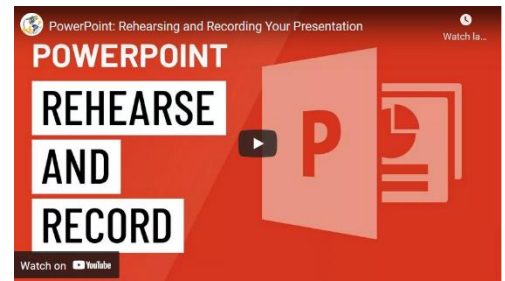 PowerPoint: Rehearsing and Recording Your Presentation
Watch la...
POWERPOINT
REHEARSE
AND
RECORD
P
Watch on YouTube